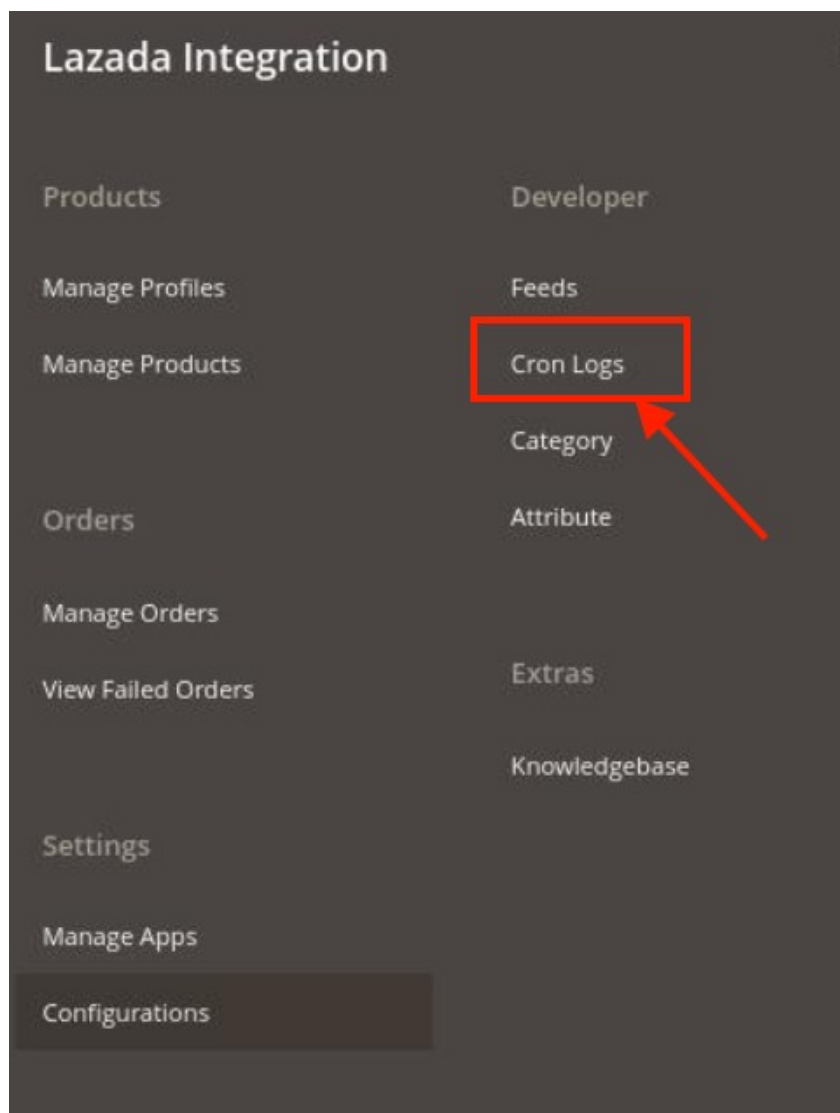 Lazada Integration
Products
Manage Profiles
Manage Products
Orders
Manage Orders
View Failed Orders
Settings
Manage Apps
Configurations
Developer
Feeds
Cron Logs
Category
Attribute
Extras
Knowledgebase